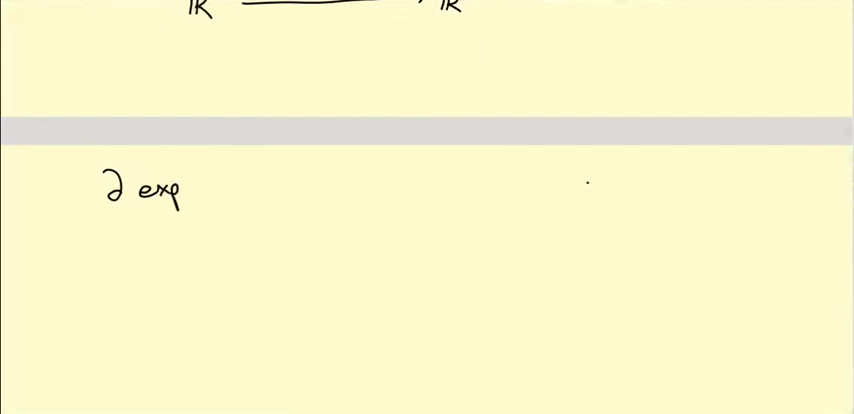 ℝ → ℝ
∂ exp